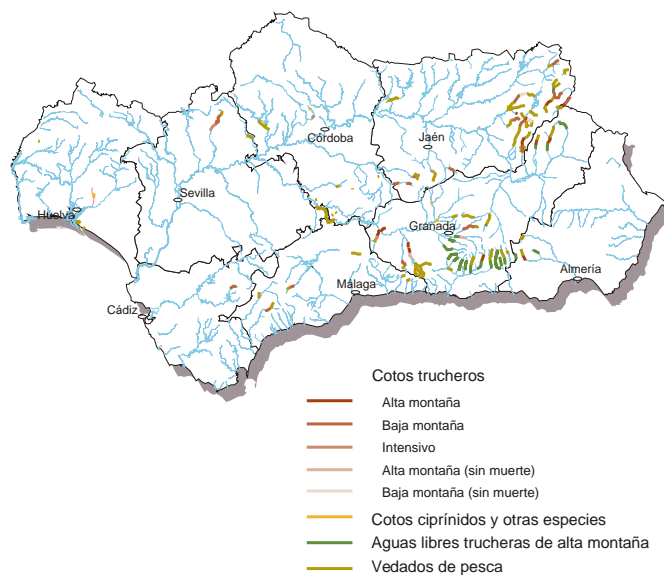 Córdoba
Jaén
Sevilla
Huelva
Granada
Almería
Málaga
Cádiz
Cotos trucheros
Alta montaña
Baja montaña
Intensivo
Alta montaña (sin muerte)
Baja montaña (sin muerte)
Cotos ciprínidos y otras especies
Aguas libres trucheras de alta montaña
Vedados de pesca